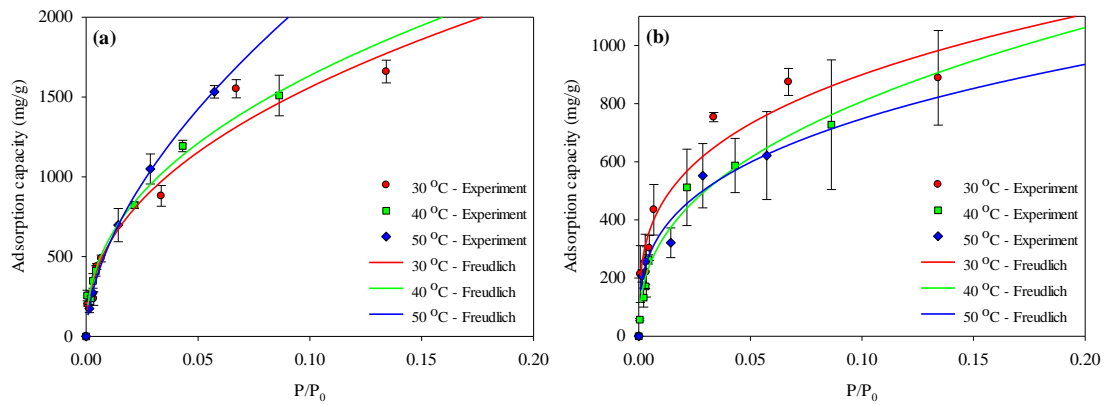 (a)
Adsorption capacity (mg/g)
2000
1500
1000
500
0
0.00 0.05 0.10 0.15 0.20
P/P0
30 °C - Experiment
40 °C - Experiment
50 °C - Experiment
30 °C - Freudlich
40 °C - Freudlich
50 °C - Freudlich
(b)
Adsorption capacity (mg/g)
1000
800
600
400
200
0
0.00 0.05 0.10 0.15 0.20
P/P0
30 °C - Experiment
40 °C - Experiment
50 °C - Experiment
30 °C - Freudlich
40 °C - Freudlich
50 °C - Freudlich